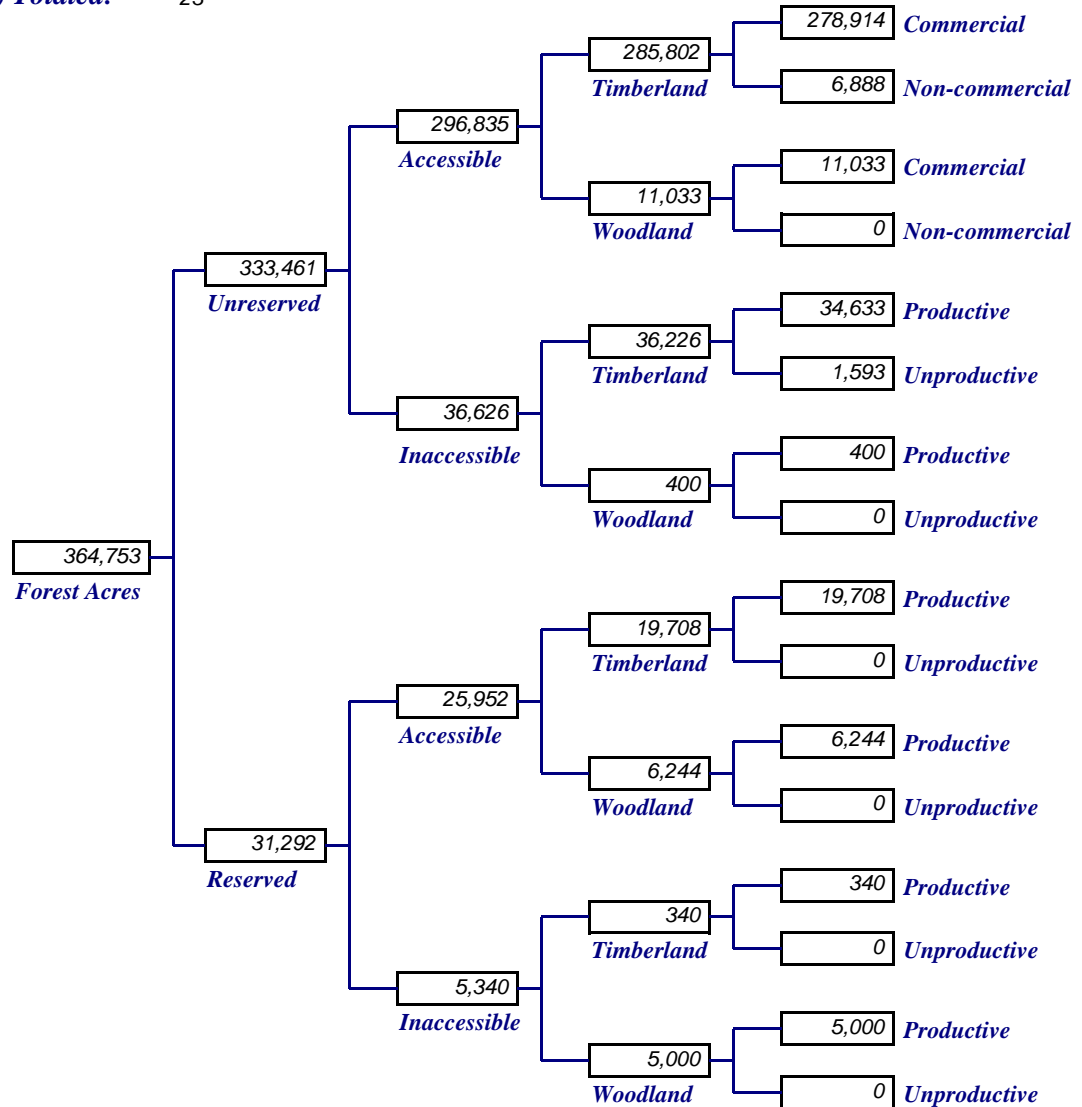 23
278,914 Commercial
285,802
Timberland
6,888 Non-commercial
296,835
Accessible
11,033 Commercial
11,033
Woodland
0 Non-commercial
333,461
Unreserved
34,633 Productive
36,226
Timberland
1,593 Unproductive
36,626
Inaccessible
400 Productive
400
Woodland
0 Unproductive
364,753
Forest Acres
19,708 Productive
19,708
Timberland
0 Unproductive
25,952
Accessible
6,244 Productive
6,244
Woodland
0 Unproductive
31,292
Reserved
340 Productive
340
Timberland
0 Unproductive
5,340
Inaccessible
5,000 Productive
5,000
Woodland
0 Unproductive